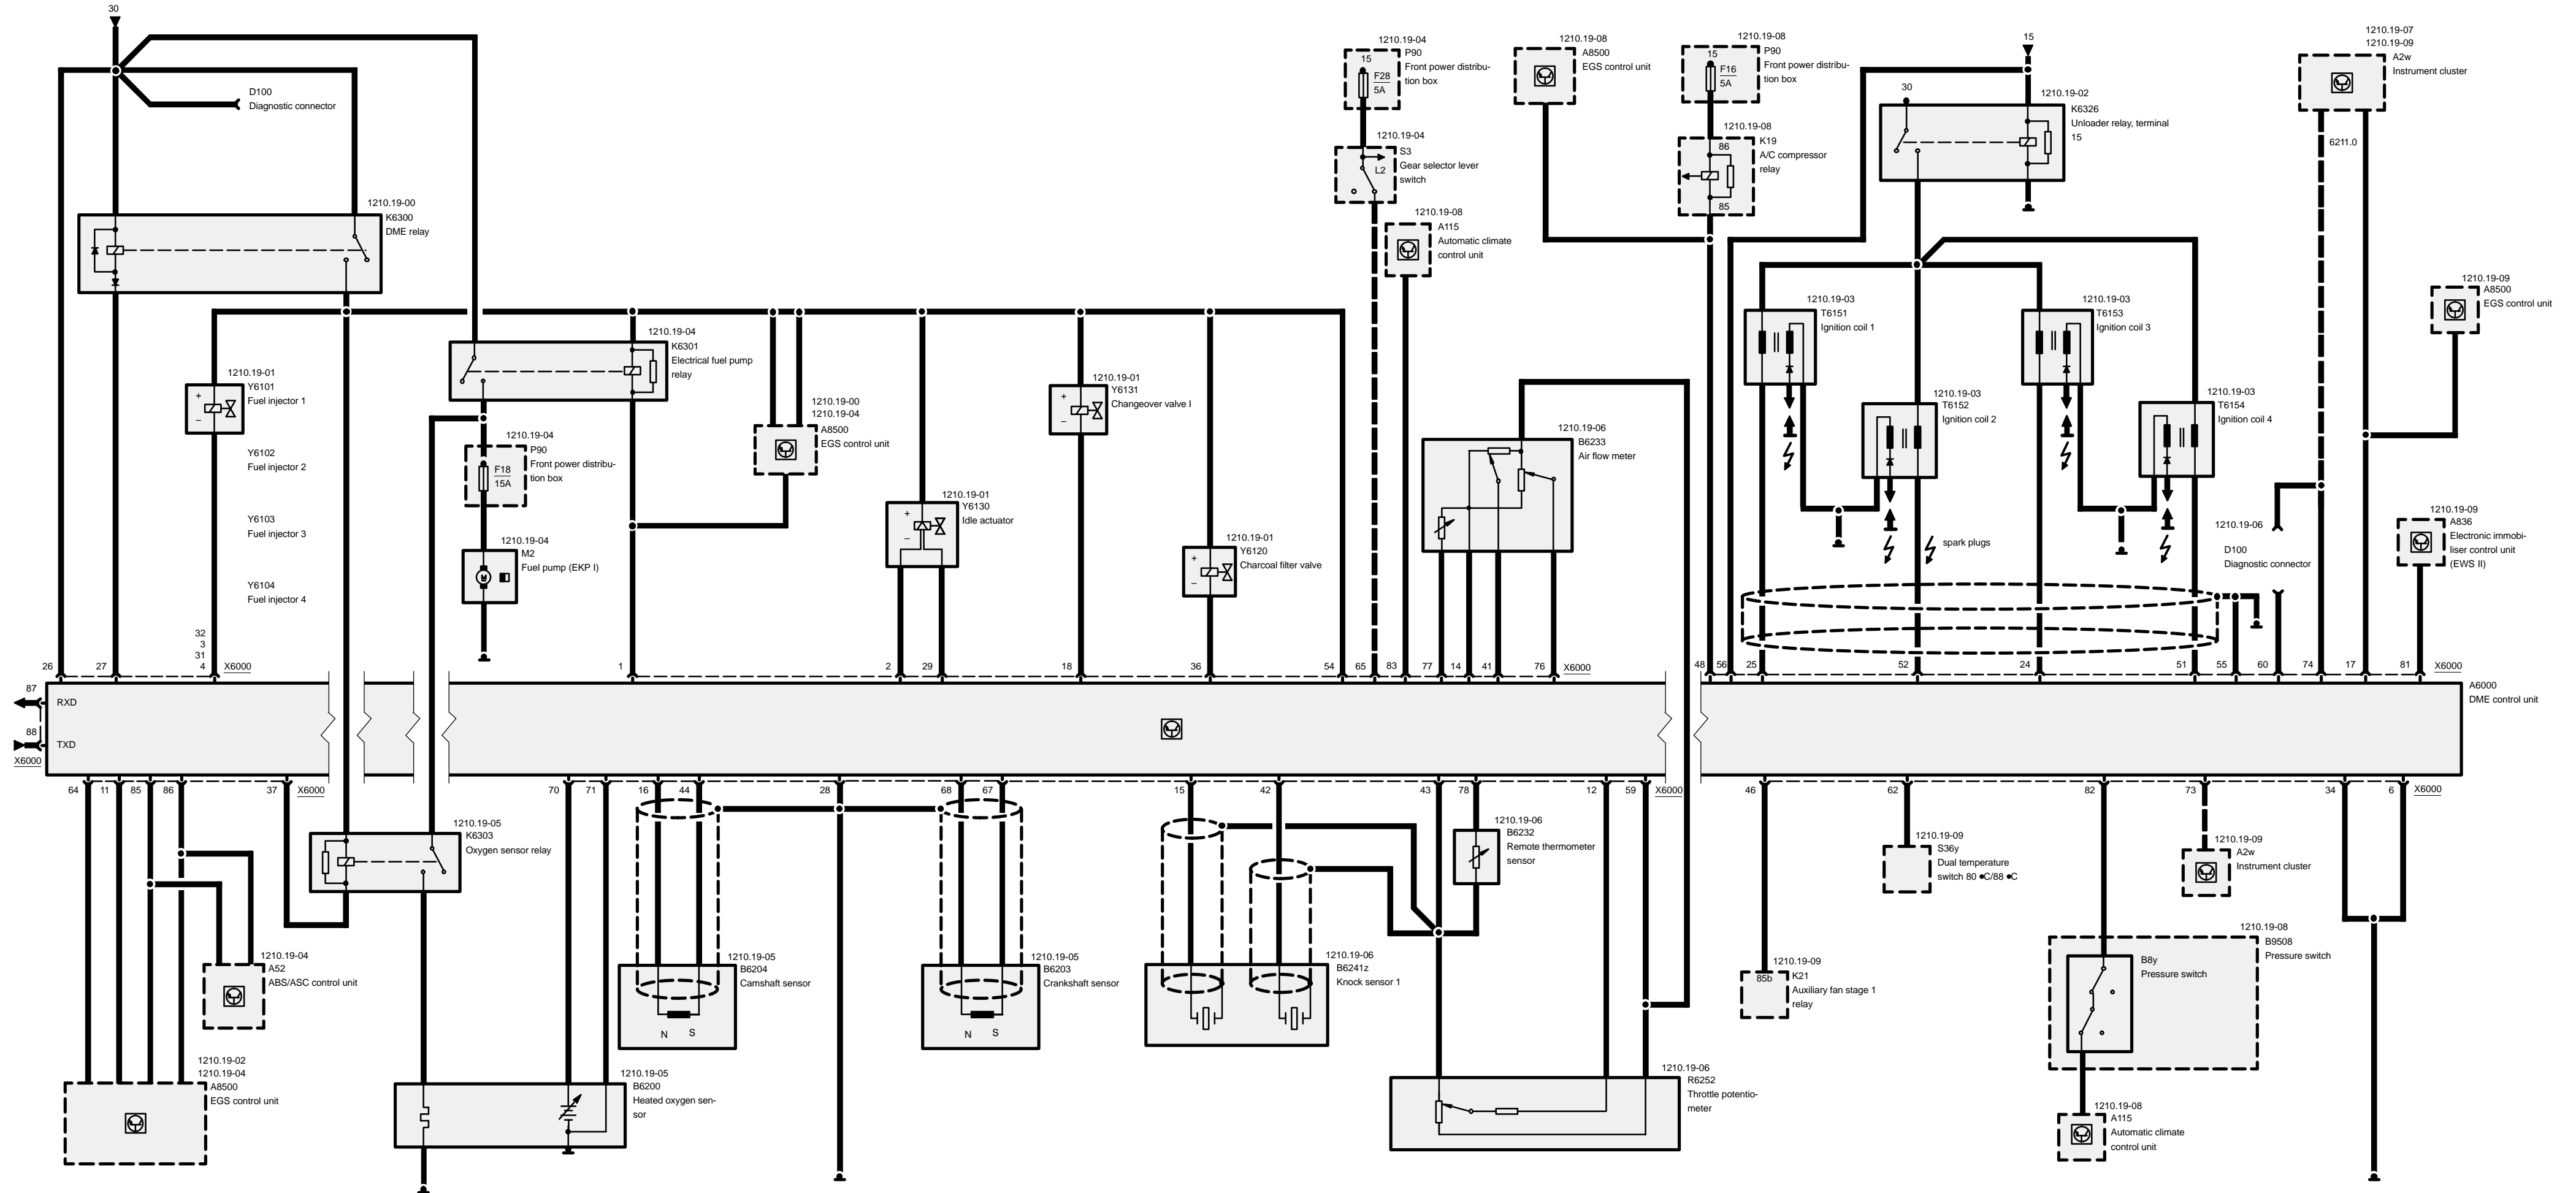 30
D100
Diagnostic connector
1210.19-00
K6300
DME relay
1210.19-01
Y6101
Fuel injector 1
Y6102
Fuel injector 2
Y6103
Fuel injector 3
Y6104
Fuel injector 4
1210.19-04
K6301
Electrical fuel pump
relay
1210.19-04
P90
Front power distribu-
tion box
F18
15A
1210.19-04
M2
Fuel pump (EKP I)
M
1210.19-00
1210.19-04
A8500
EGS control unit
1210.19-01
Y6130
Idle actuator
1210.19-01
Y6131
Changeover valve I
1210.19-01
Y6120
Charcoal filter valve
1210.19-04
P90
Front power distribu-
tion box
15
F28
5A
1210.19-04
S3
Gear selector lever
switch
L2
1210.19-08
A115
Automatic climate
control unit
1210.19-06
B6233
Air flow meter
1210.19-08
A8500
EGS control unit
1210.19-08
P90
Front power distribu-
tion box
15
F16
5A
1210.19-08
K19
A/C compressor
relay
86
85
15
30
1210.19-02
K6326
Unloader relay, terminal
15
1210.19-03
T6151
Ignition coil 1
1210.19-03
T6152
Ignition coil 2
1210.19-03
T6153
Ignition coil 3
1210.19-03
T6154
Ignition coil 4
spark plugs
1210.19-07
1210.19-09
A2w
Instrument cluster
6211.0
1210.19-09
A8500
EGS control unit
1210.19-06
D100
Diagnostic connector
1210.19-09
A836
Electronic immobi-
liser control unit
(EWS II)
26 27
32
3
31
4 X6000
1 2 29 18 36 54 65 83 77 14 41 76 X6000
48 56 25 52 24 51 55 60 74 17 81 X6000
87
RXD
88
TXD
X6000
A6000
DME control unit
64 11 85 86 37 X6000
70 71 16 44 28 68 67 15 42 43 78 12 59 X6000
46 62 82 73 34 6 X6000
1210.19-05
K6303
Oxygen sensor relay
1210.19-04
A52
ABS/ASC control unit
1210.19-02
1210.19-04
A8500
EGS control unit
1210.19-05
B6200
Heated oxygen sen-
sor
1210.19-05
B6204
Camshaft sensor
N S
1210.19-05
B6203
Crankshaft sensor
N S
1210.19-06
B6241z
Knock sensor 1
1210.19-06
B6232
Remote thermometer
sensor
1210.19-06
R6252
Throttle potentio-
meter
1210.19-09
K21
Auxiliary fan stage 1
relay
85b
1210.19-09
S36y
Dual temperature
switch 80 •C/88 •C
1210.19-09
A2w
Instrument cluster
1210.19-08
B9508
Pressure switch
B8y
Pressure switch
1210.19-08
A115
Automatic climate
control unit